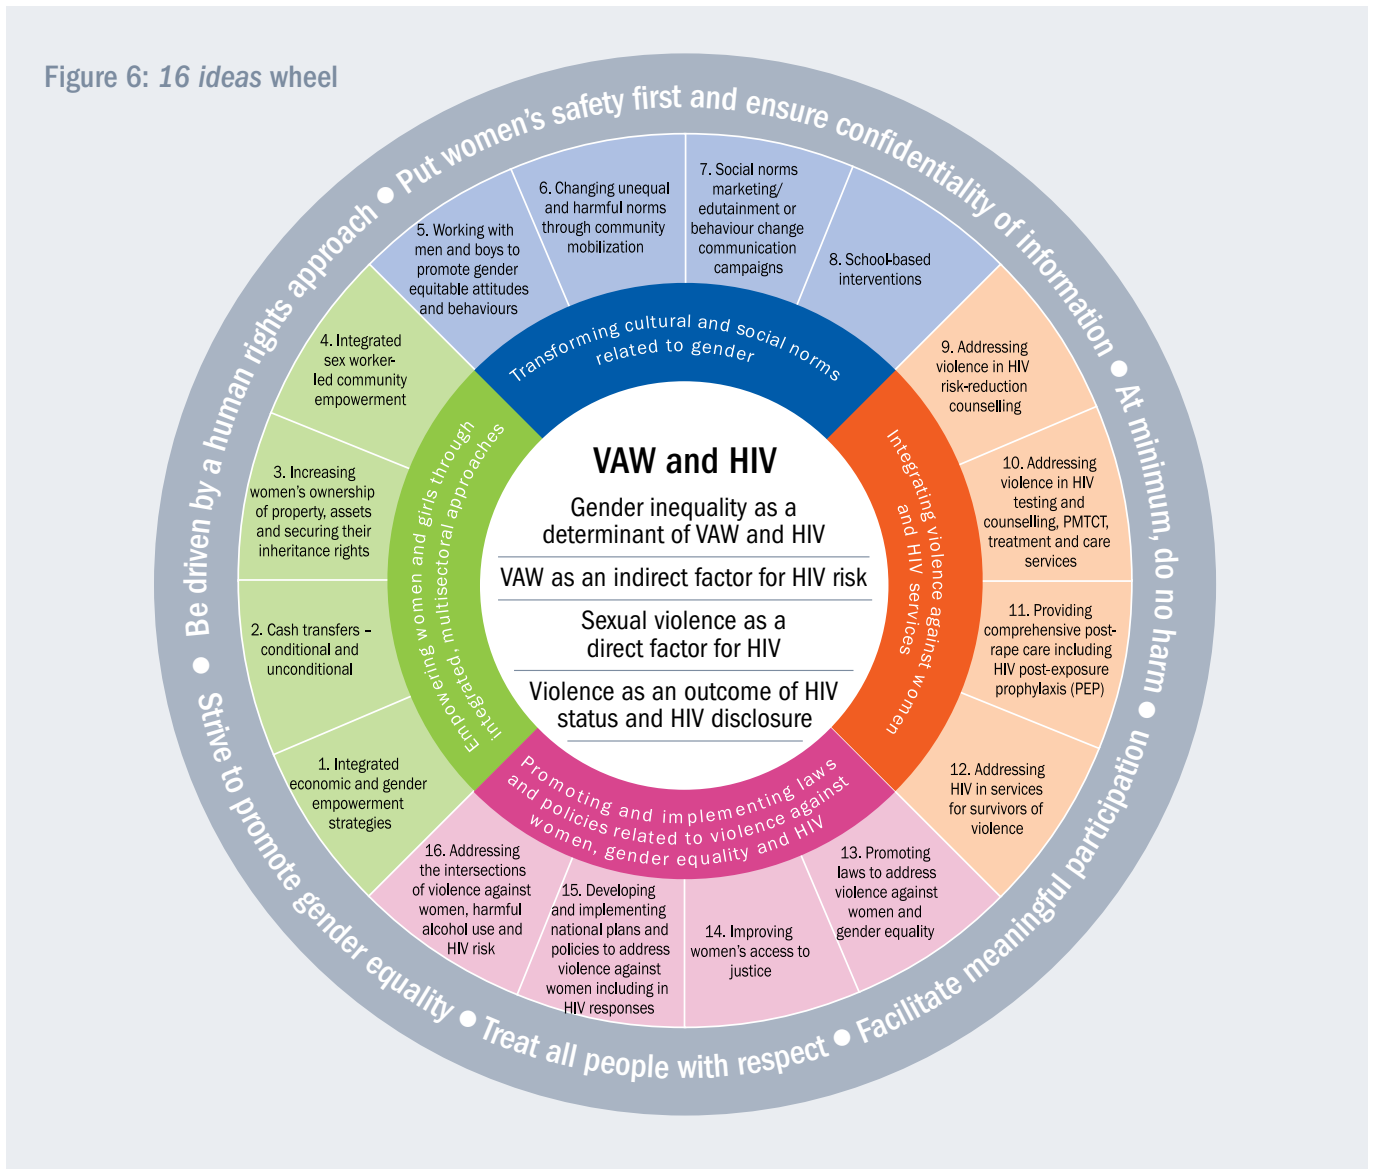 Figure 6: 16 ideas wheel
Put women's safety first and ensure confidentiality of information ●
At minimum, do no harm ●
Facilitate meaningful participation ●
Treat all people with respect ●
Strive to promote gender equality ●
Be driven by a human rights approach ●
VAW and HIV
Gender inequality as a
determinant of VAW and HIV
VAW as an indirect factor for HIV risk
Sexual violence as a
direct factor for HIV
Violence as an outcome of HIV
status and HIV disclosure
Empowering women and girls through
integrated, multisectoral approaches
1. Integrated
economic and gender
empowerment
strategies
2. Cash transfers –
conditional and
unconditional
3. Increasing
women's ownership
of property, assets
and securing their
inheritance rights
4. Integrated
sex worker-
led community
empowerment
Transforming cultural and social norms
related to gender
5. Working with
men and boys to
promote gender
equitable attitudes
and behaviours
6. Changing unequal
and harmful norms
through community
mobilization
7. Social norms
marketing/
edutainment or
behaviour change
communication
campaigns
8. School-based
interventions
Integrating violence against women
and HIV services
9. Addressing
violence in HIV
risk-reduction
counselling
10. Addressing
violence in HIV
testing and
counselling, PMTCT,
treatment and care
services
11. Providing
comprehensive post-
rape care including
HIV post-exposure
prophylaxis (PEP)
12. Addressing
HIV in services
for survivors of
violence
Promoting and implementing laws
and policies related to violence against
women, gender equality and HIV
13. Promoting
laws to address
violence against
women and
gender equality
14. Improving
women's access to
justice
15. Developing
and implementing
national plans and
policies to address
violence against
women including in
HIV responses
16. Addressing
the intersections
of violence against
women, harmful
alcohol use and
HIV risk